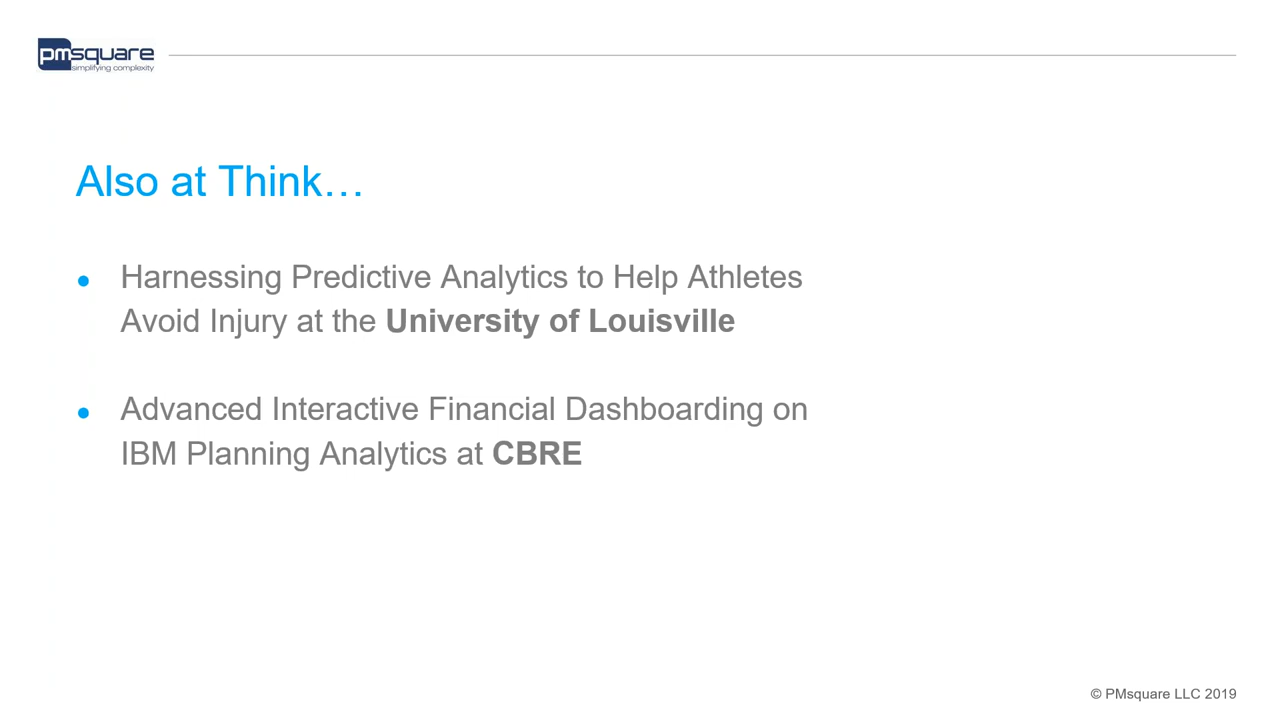 pmsquare
simplifying complexity
Also at Think…
● Harnessing Predictive Analytics to Help Athletes
Avoid Injury at the University of Louisville
● Advanced Interactive Financial Dashboarding on
IBM Planning Analytics at CBRE
© PMsquare LLC 2019